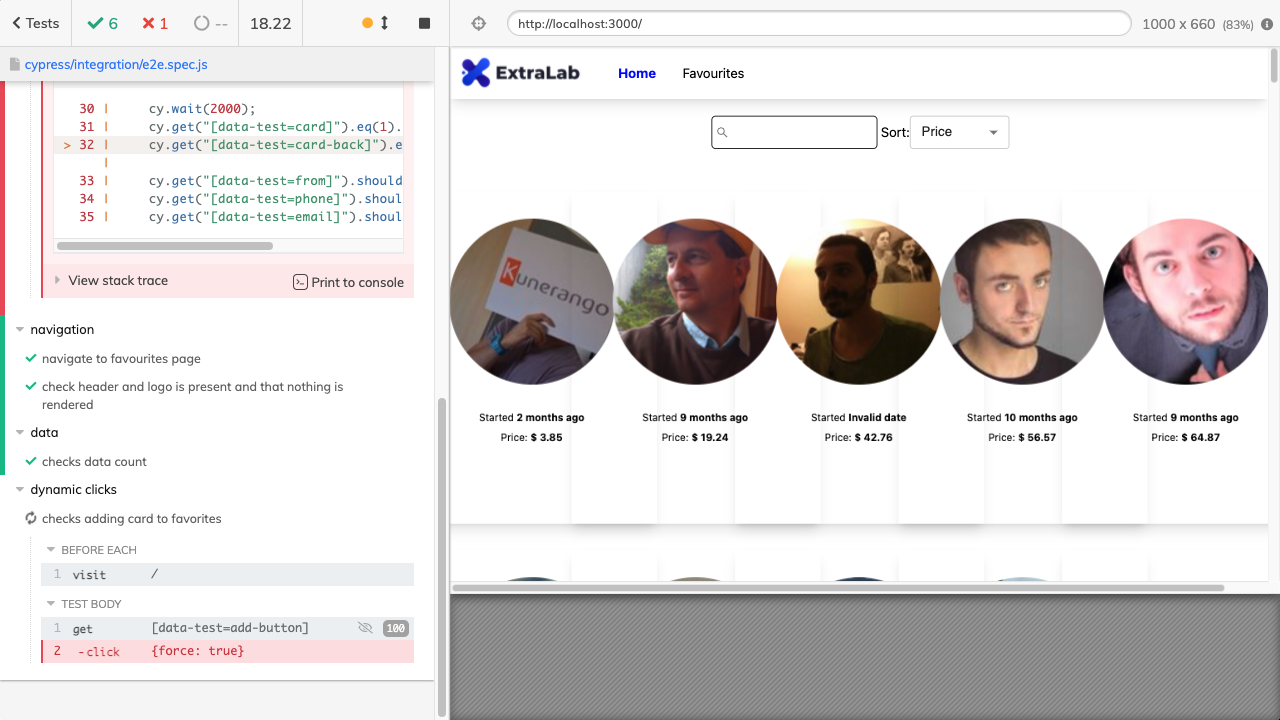 Tests
6
1
--
18.22
http://localhost:3000/
1000 x 660 (83%)
cypress/integration/e2e.spec.js
30 | cy.wait(2000);
31 | cy.get("[data-test=card]").eq(1).
> 32 | cy.get("[data-test=card-back]").e
|
33 | cy.get("[data-test=from]").should
34 | cy.get("[data-test=phone]").shoul
35 | cy.get("[data-test=email]").shoul
View stack trace
Print to console
navigation
navigate to favourites page
check header and logo is present and that nothing is
rendered
data
checks data count
dynamic clicks
checks adding card to favorites
BEFORE EACH
1 visit /
TEST BODY
1 get [data-test=add-button] 100
2 -click {force: true}
ExtraLab
Home
Favourites
Sort:
Price
Kunerango
Started 2 months ago
Price: $ 3.85
Started 9 months ago
Price: $ 19.24
Started Invalid date
Price: $ 42.76
Started 10 months ago
Price: $ 56.57
Started 9 months ago
Price: $ 64.87